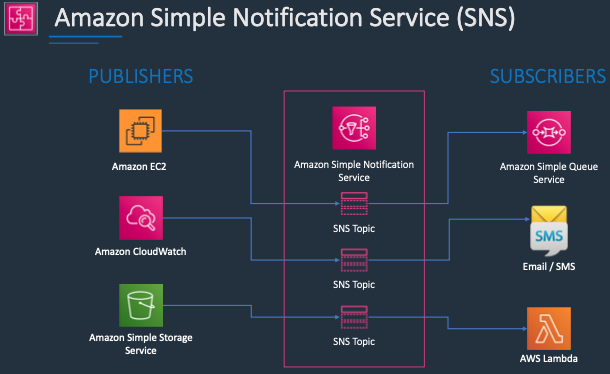 Amazon Simple Notification Service (SNS)
PUBLISHERS
SUBSCRIBERS
Amazon EC2
Amazon Simple Notification
Service
Amazon Simple Queue
Service
SNS Topic
Amazon CloudWatch
SMS
Email / SMS
SNS Topic
Amazon Simple Storage
Service
SNS Topic
AWS Lambda